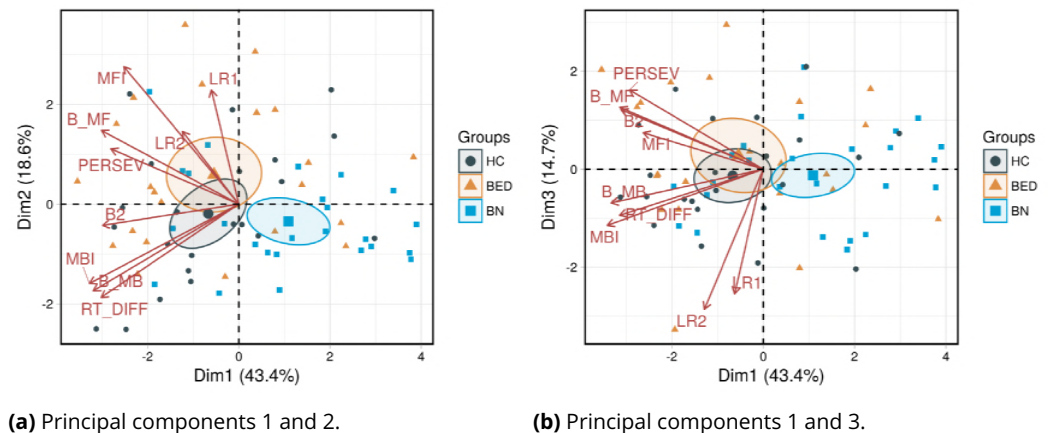 MFI
LR1
B_MF
LR2
PERSEV
B2
MBI
B_MB
RT_DIFF
2
0
-2
-2
0
2
4
Dim2 (18.6%)
Dim1 (43.4%)
Groups
HC
BED
BN
(a) Principal components 1 and 2.
PERSEV
B_MF
B2
MFI
B_MB
RT_DIFF
MBI
LR1
LR2
2
0
-2
-2
0
2
4
Dim3 (14.7%)
Dim1 (43.4%)
Groups
HC
BED
BN
(b) Principal components 1 and 3.